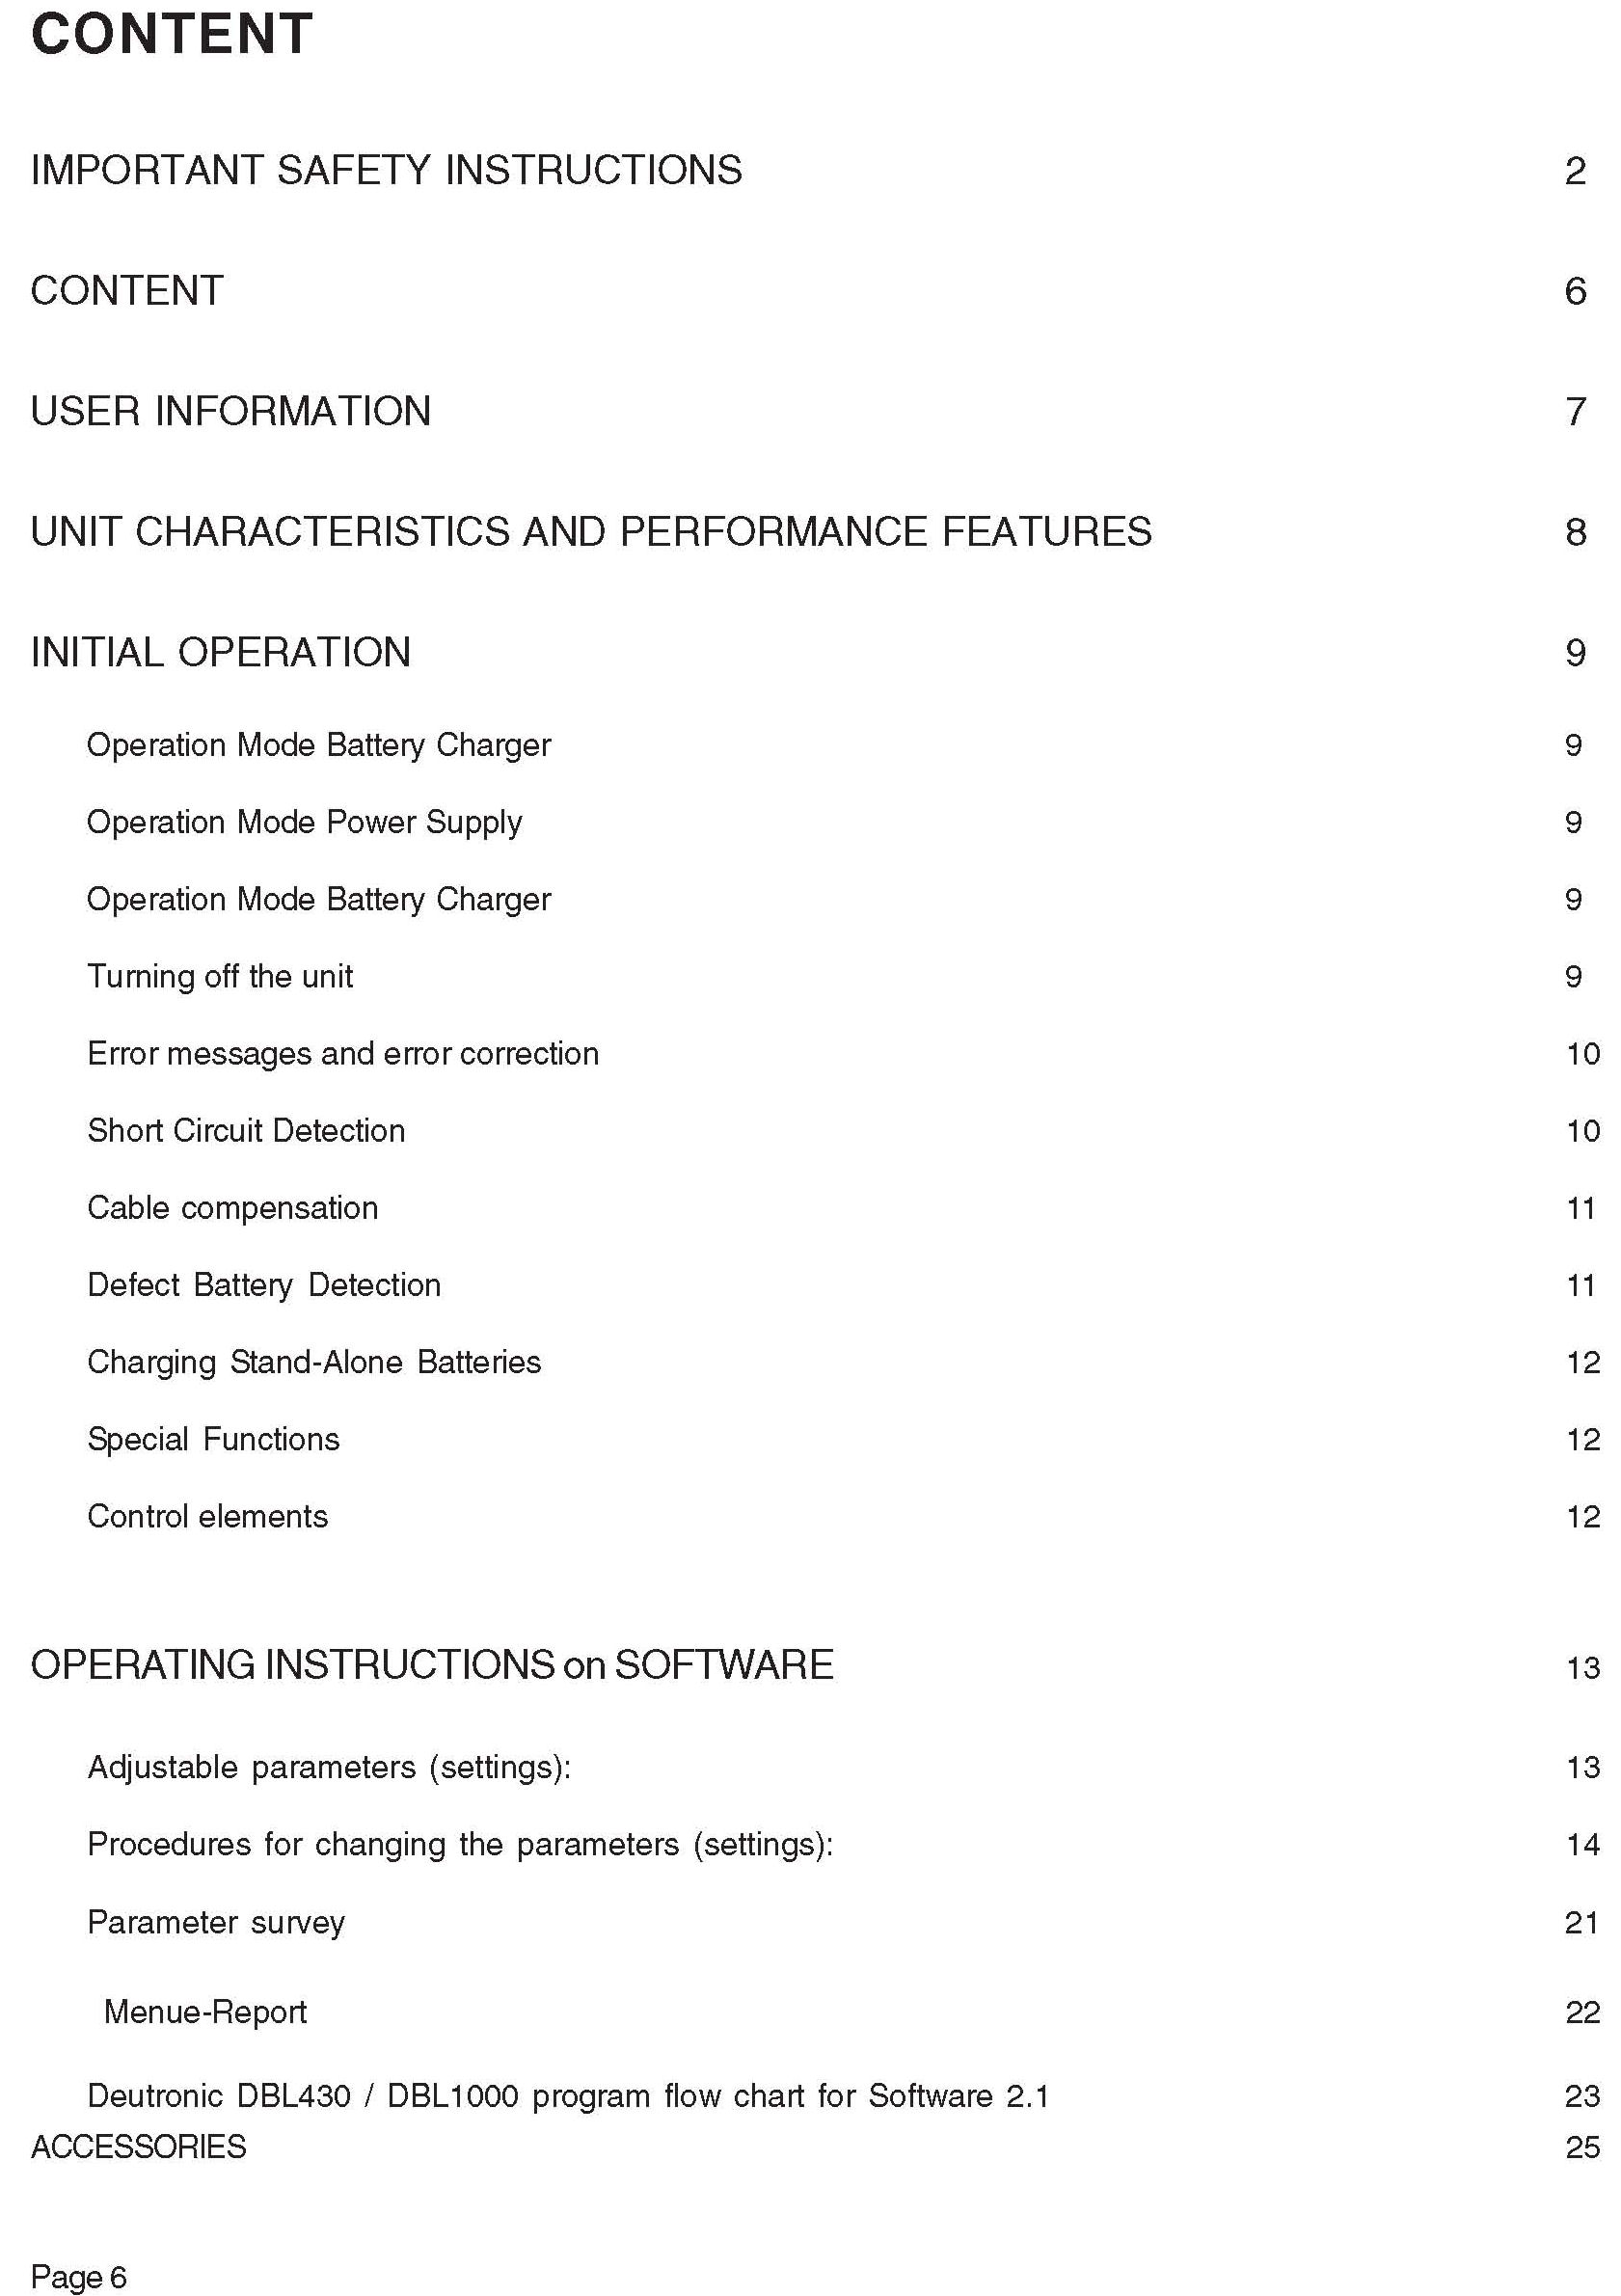 CONTENT
IMPORTANT SAFETY INSTRUCTIONS 2
CONTENT 6
USER INFORMATION 7
UNIT CHARACTERISTICS AND PERFORMANCE FEATURES 8
INITIAL OPERATION 9
Operation Mode Battery Charger 9
Operation Mode Power Supply 9
Operation Mode Battery Charger 9
Turning off the unit 9
Error messages and error correction 10
Short Circuit Detection 10
Cable compensation 11
Defect Battery Detection 11
Charging Stand-Alone Batteries 12
Special Functions 12
Control elements 12
OPERATING INSTRUCTIONS on SOFTWARE 13
Adjustable parameters (settings): 13
Procedures for changing the parameters (settings): 14
Parameter survey 21
Menue-Report 22
Deutronic DBL430 / DBL1000 program flow chart for Software 2.1 23
ACCESSORIES 25
Page 6